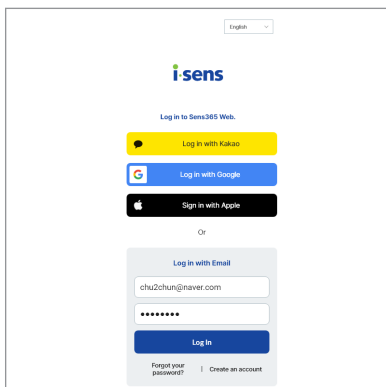 English
i-sens
Log in to Sens365 Web.
Log in with Kakao
G
Log in with Google
Sign in with Apple
Or
Log in with Email
chu2chun@naver.com
••••••••
Log In
Forgot your
password?
| Create an account